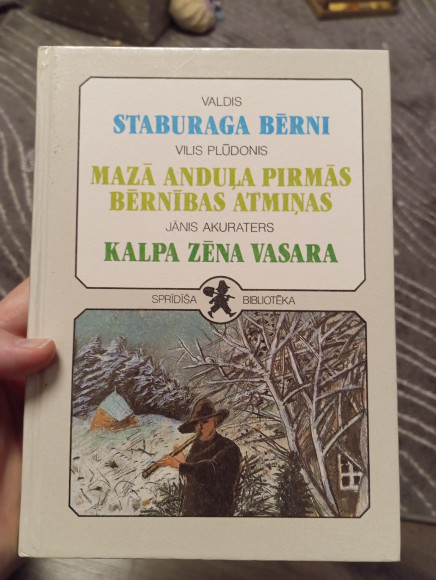 VALDIS
STABURAGA BĒRNI
VILIS PLŪDONIS
MAZĀ ANDUĻA PIRMĀS
BĒRNĪBAS ATMIŅAS
JĀNIS AKURATERS
KALPA ZĒNA VASARA
SPRĪDĪŠA BIBLIOTĒKA